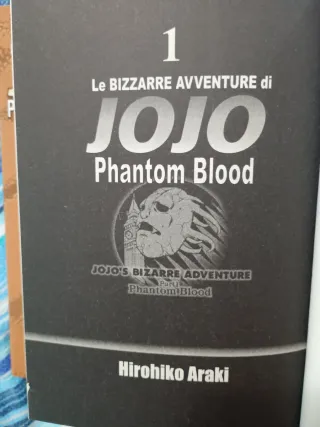 1
Le BIZZARRE AVVENTURE di
JOJO
Phantom Blood
JOJO'S BIZARRE ADVENTURE
Phantom Blood
Hirohiko Araki